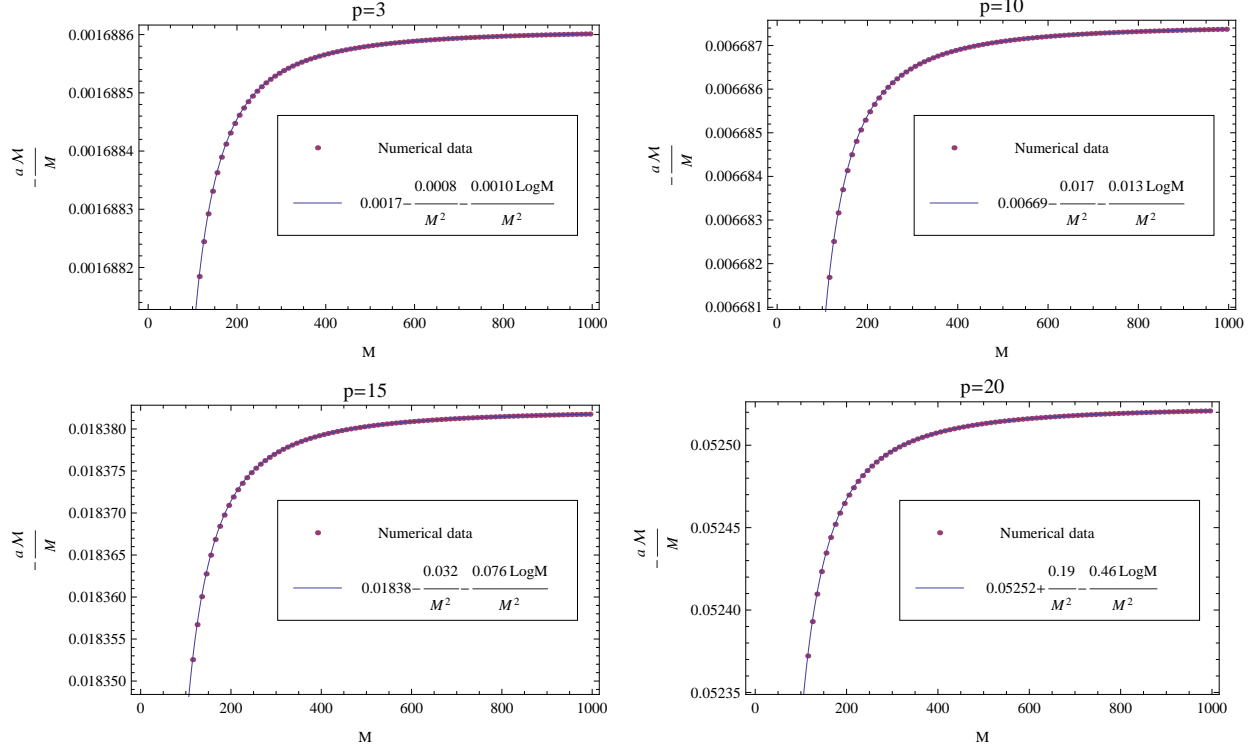 p=3
0.0016886
0.0016885
0.0016884
0.0016883
0.0016882
0 200 400 600 800 1000
M
− a M / M
Numerical data
0.0017 − 0.0008/M² − 0.0010 LogM/M²
p=10
0.006687
0.006686
0.006685
0.006684
0.006683
0.006682
0.006681
0 200 400 600 800 1000
M
− a M / M
Numerical data
0.00669 − 0.017/M² − 0.013 LogM/M²
p=15
0.018380
0.018375
0.018370
0.018365
0.018360
0.018355
0.018350
0 200 400 600 800 1000
M
− a M / M
Numerical data
0.01838 − 0.032/M² − 0.076 LogM/M²
p=20
0.05250
0.05245
0.05240
0.05235
0 200 400 600 800 1000
M
− a M / M
Numerical data
0.05252 + 0.19/M² − 0.46 LogM/M²